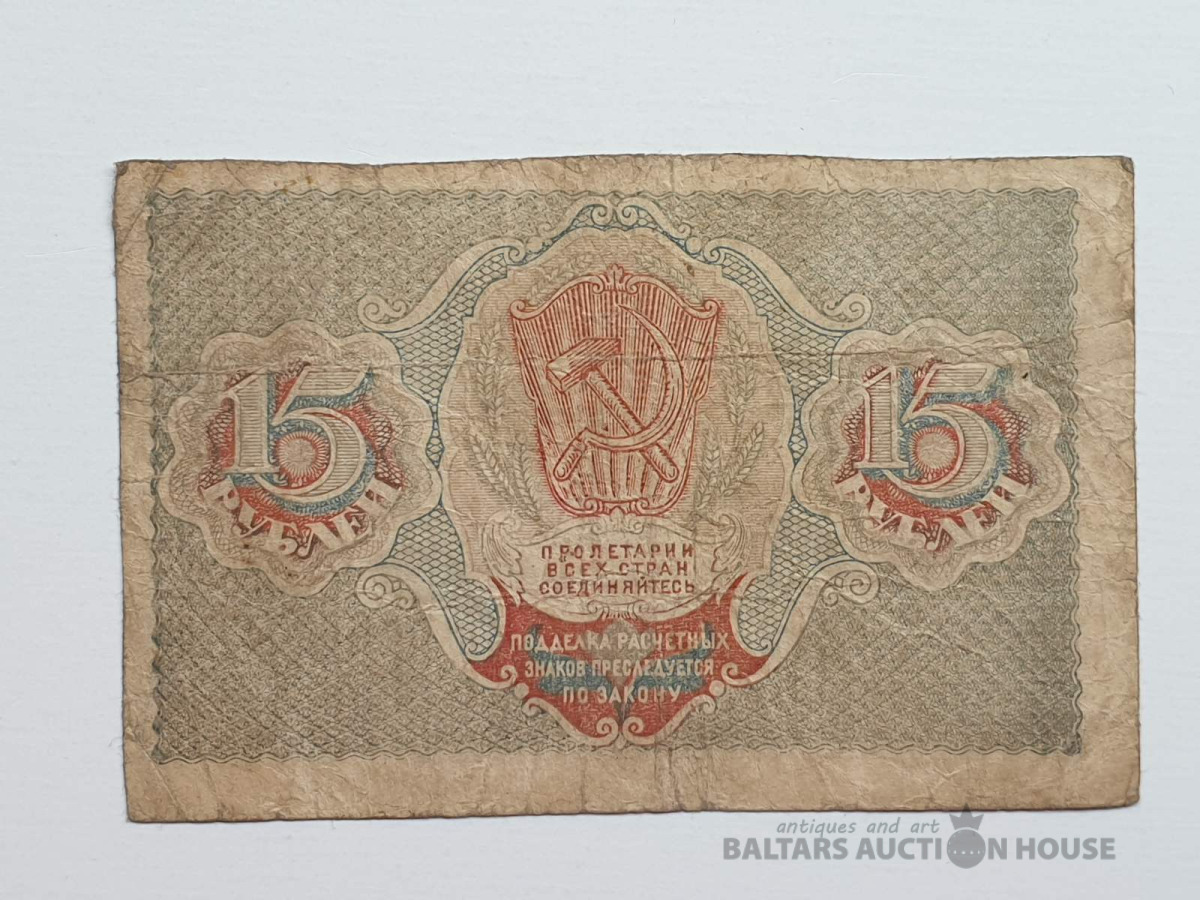 15
РУБЛЕЙ
15
РУБЛЕЙ
ПРОЛЕТАРИИ
ВСЕХ СТРАН
СОЕДИНЯЙТЕСЬ
ПОДДЕЛКА РАСЧЕТНЫХ
ЗНАКОВ ПРЕСЛЕДУЕТСЯ
ПО ЗАКОНУ
antiques and art
BALTARS AUCTION HOUSE